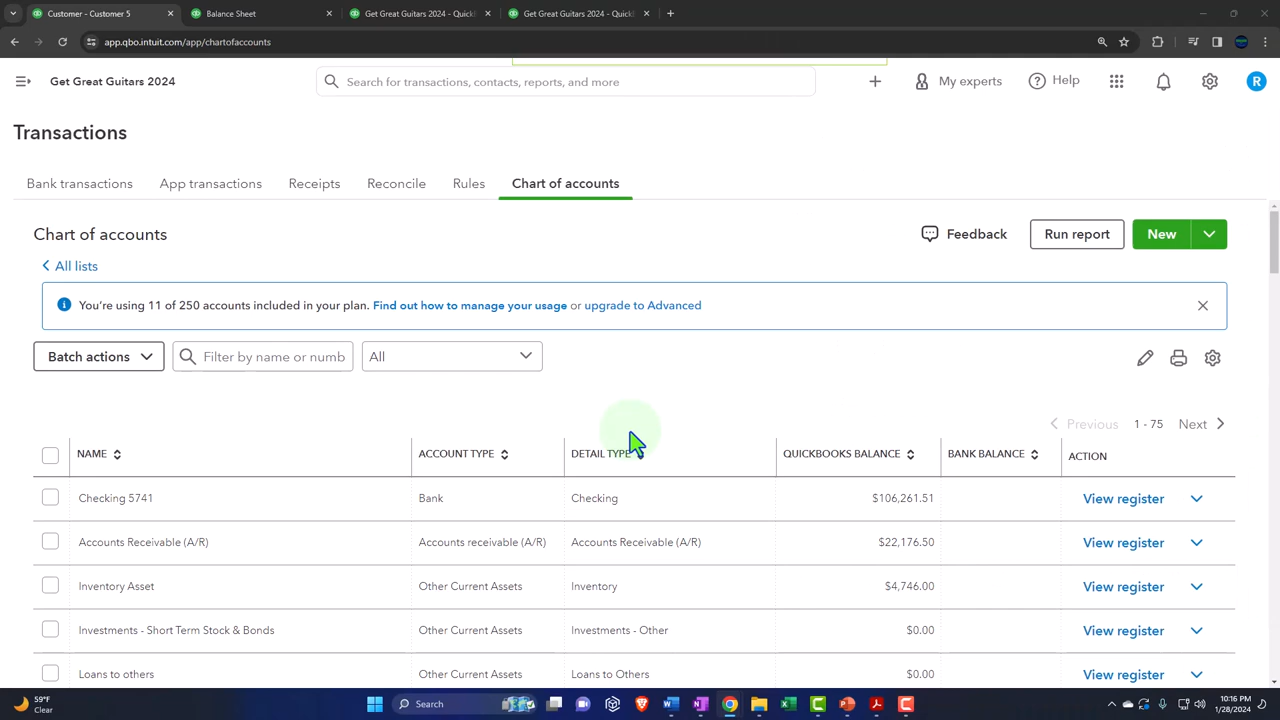 Customer - Customer 5
Balance Sheet
Get Great Guitars 2024 - QuickB
Get Great Guitars 2024 - QuickB
app.qbo.intuit.com/app/chartofaccounts
Get Great Guitars 2024
Search for transactions, contacts, reports, and more
My experts
Help
R
Transactions
Bank transactions
App transactions
Receipts
Reconcile
Rules
Chart of accounts
Chart of accounts
Feedback
Run report
New
All lists
You're using 11 of 250 accounts included in your plan. Find out how to manage your usage or upgrade to Advanced
Batch actions
Filter by name or numb
All
Previous 1 - 75 Next
NAME ACCOUNT TYPE DETAIL TYPE QUICKBOOKS BALANCE BANK BALANCE ACTION
Checking 5741 Bank Checking $106,261.51 View register
Accounts Receivable (A/R) Accounts receivable (A/R) Accounts Receivable (A/R) $22,176.50 View register
Inventory Asset Other Current Assets Inventory $4,746.00 View register
Investments - Short Term Stock & Bonds Other Current Assets Investments - Other $0.00 View register
Loans to others Other Current Assets Loans to Others $0.00 View register
59°F
Clear
Search
10:16 PM
1/28/2024